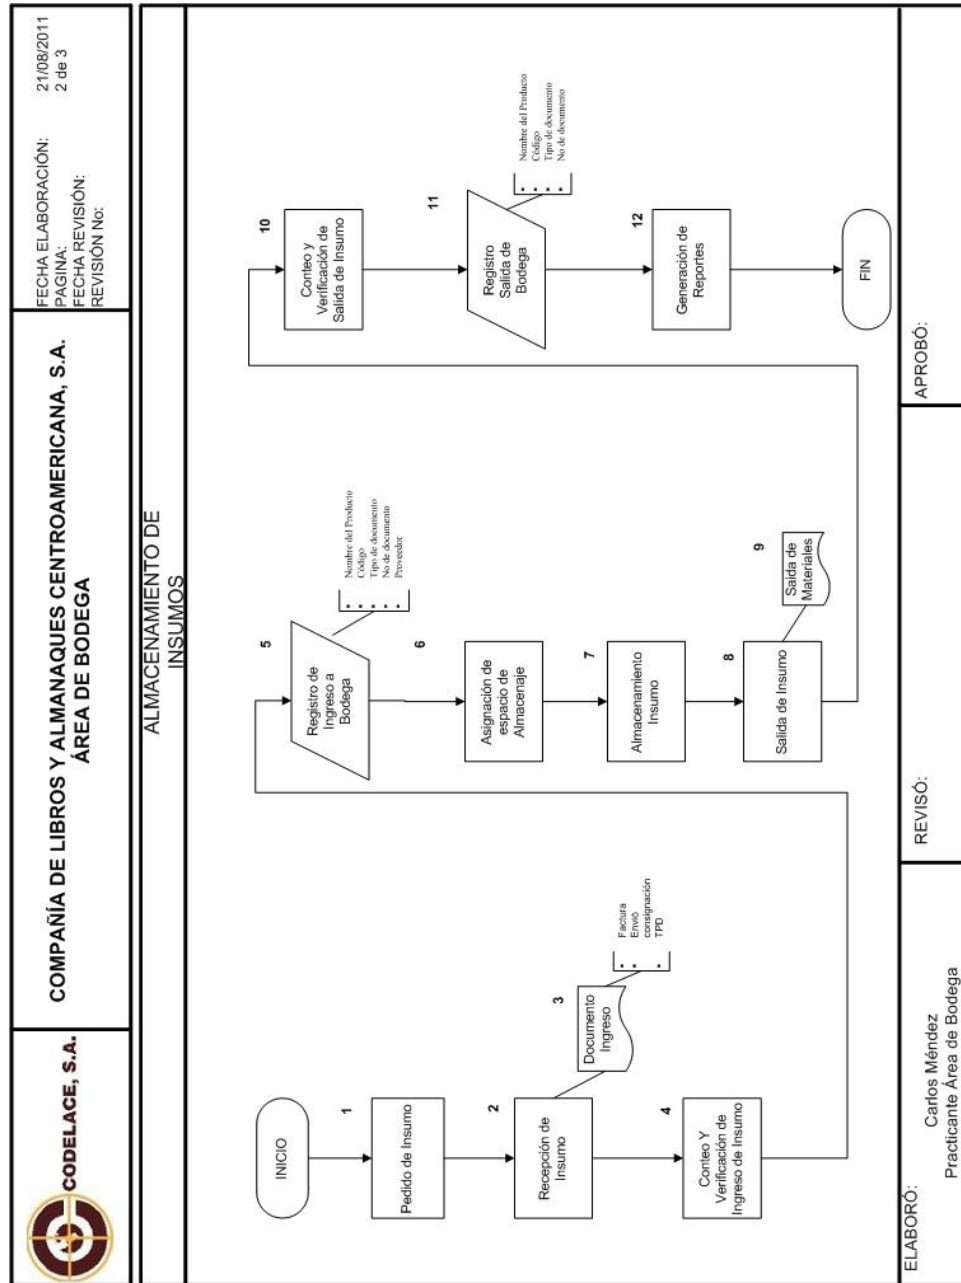 CODELACE, S.A.
COMPAÑÍA DE LIBROS Y ALMANAQUES CENTROAMERICANA, S.A.
ÁREA DE BODEGA
FECHA ELABORACIÓN: 21/08/2011
PAGINA: 2 de 3
FECHA REVISIÓN:
REVISIÓN No:
ALMACENAMIENTO DE
INSUMOS
INICIO
1
Pedido de Insumo
2
Recepción de
Insumo
3
Documento
Ingreso
Factura
Envió
consignación
TPD
4
Conteo Y
Verificación de
Ingreso de Insumo
5
Registro de
Ingreso a
Bodega
Nombre del Producto
Código
Tipo de documento
No de documento
Proveedor
6
Asignación de
espacio de
Almacenaje
7
Almacenamiento
Insumo
8
Salida de Insumo
9
Saida de
Materiales
10
Conteo y
Verificación de
Salida de Insumo
11
Registro
Salida de
Bodega
Nombre del Producto
Código
Tipo de documento
No de documento
12
Generación de
Reportes
FIN
ELABORÓ:
Carlos Méndez
Practicante Área de Bodega
REVISÓ:
APROBÓ: